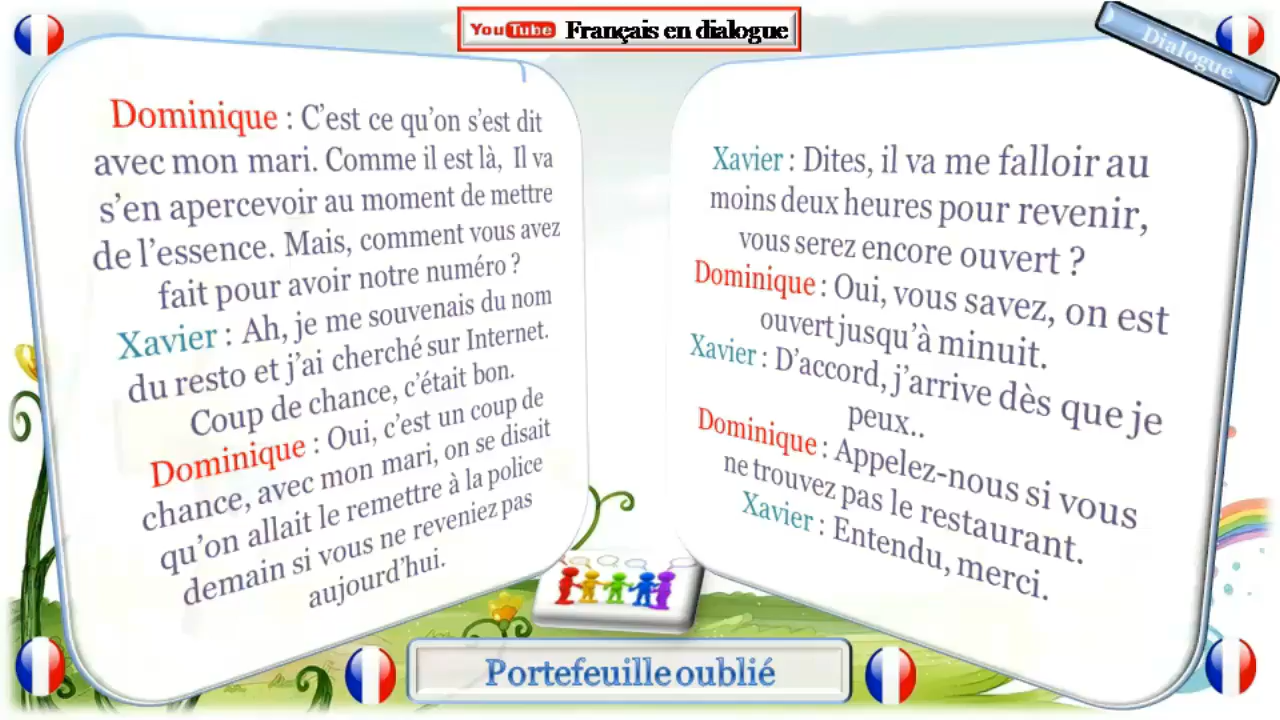 YouTube Français en dialogue
Dialogue
Dominique : C’est ce qu’on s’est dit
avec mon mari. Comme il est là, Il va
s’en apercevoir au moment de mettre
de l’essence. Mais, comment vous avez
fait pour avoir notre numéro ?
Xavier : Ah, je me souvenais du nom
du resto et j’ai cherché sur Internet.
Coup de chance, c’était bon.
Dominique : Oui, c’est un coup de
chance, avec mon mari, on se disait
qu’on allait le remettre à la police
demain si vous ne reveniez pas
aujourd’hui.
Xavier : Dites, il va me falloir au
moins deux heures pour revenir,
vous serez encore ouvert ?
Dominique : Oui, vous savez, on est
ouvert jusqu’à minuit.
Xavier : D’accord, j’arrive dès que je
peux..
Dominique : Appelez-nous si vous
ne trouvez pas le restaurant.
Xavier : Entendu, merci.
Portefeuille oublié